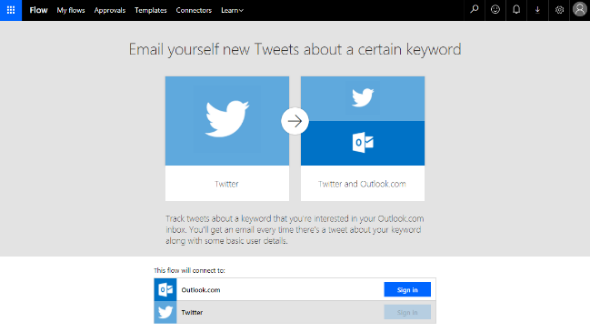 Flow My flows Approvals Templates Connectors Learn
Email yourself new Tweets about a certain keyword
Twitter
Twitter and Outlook.com
Track tweets about a keyword that you're interested in your Outlook.com
inbox. You'll get an email every time there's a tweet about your keyword
along with some basic user details.
This flow will connect to:
Outlook.com Sign in
Twitter Sign in